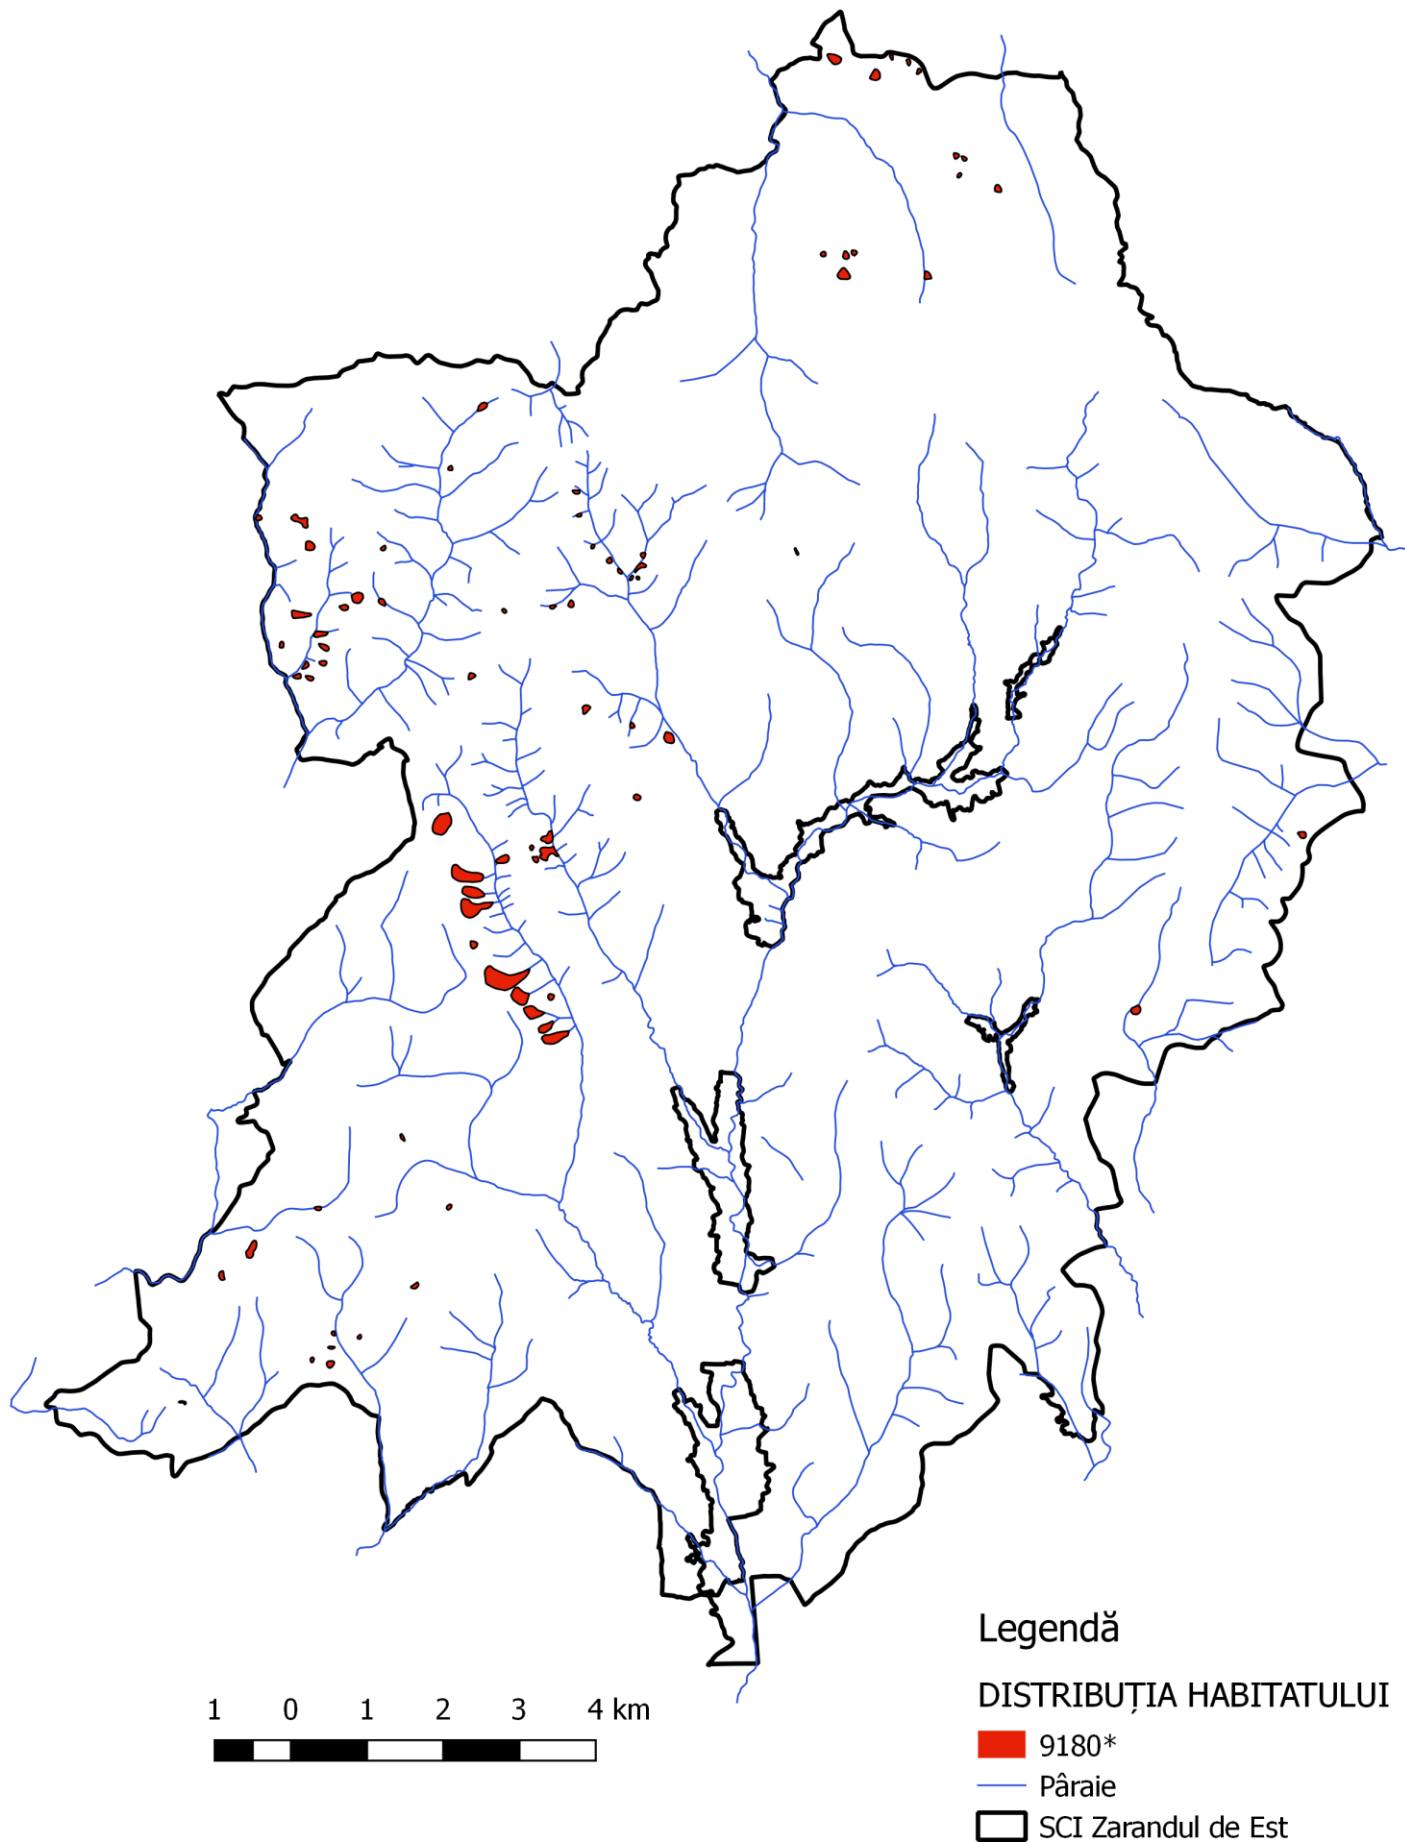 Legendă
DISTRIBUȚIA HABITATULUI
9180*
Pâraie
SCI Zarandul de Est
1 0 1 2 3 4 km